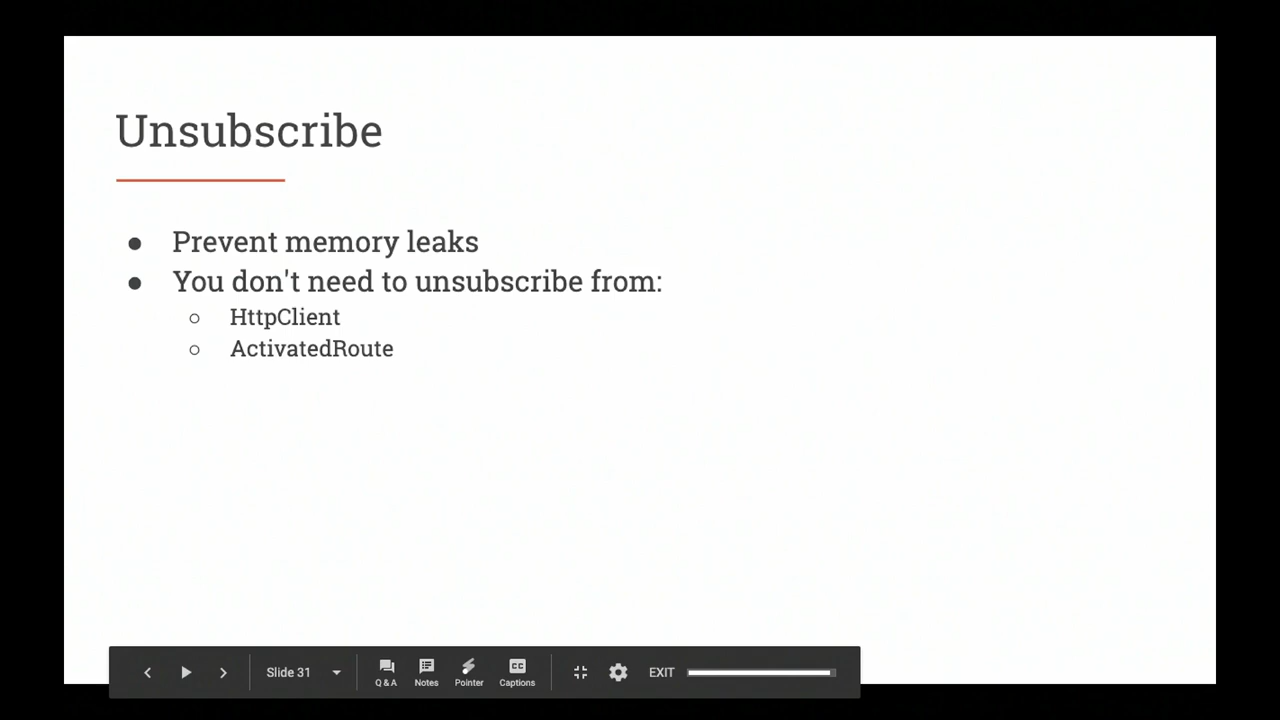 Unsubscribe
● Prevent memory leaks
● You don't need to unsubscribe from:
○ HttpClient
○ ActivatedRoute
Slide 31 Q & A Notes Pointer Captions EXIT